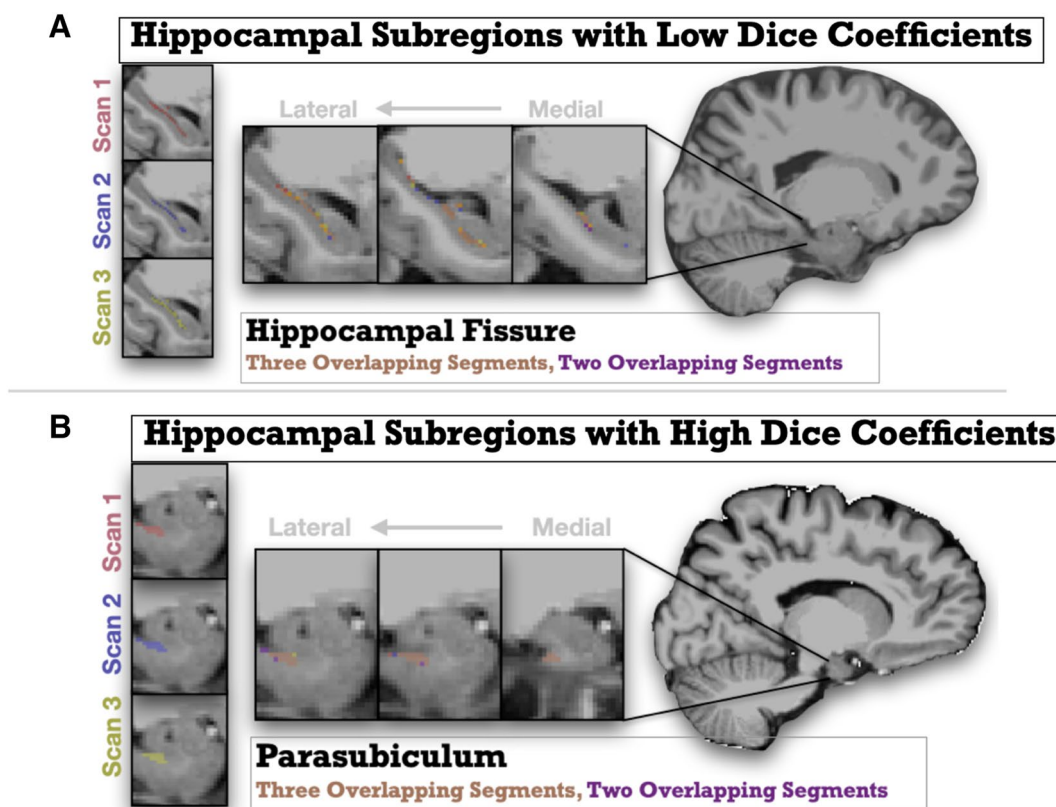 A
Hippocampal Subregions with Low Dice Coefficients
Scan 1
Scan 2
Scan 3
Lateral
Medial
Hippocampal Fissure
Three Overlapping Segments, Two Overlapping Segments
B
Hippocampal Subregions with High Dice Coefficients
Scan 1
Scan 2
Scan 3
Lateral
Medial
Parasubiculum
Three Overlapping Segments, Two Overlapping Segments